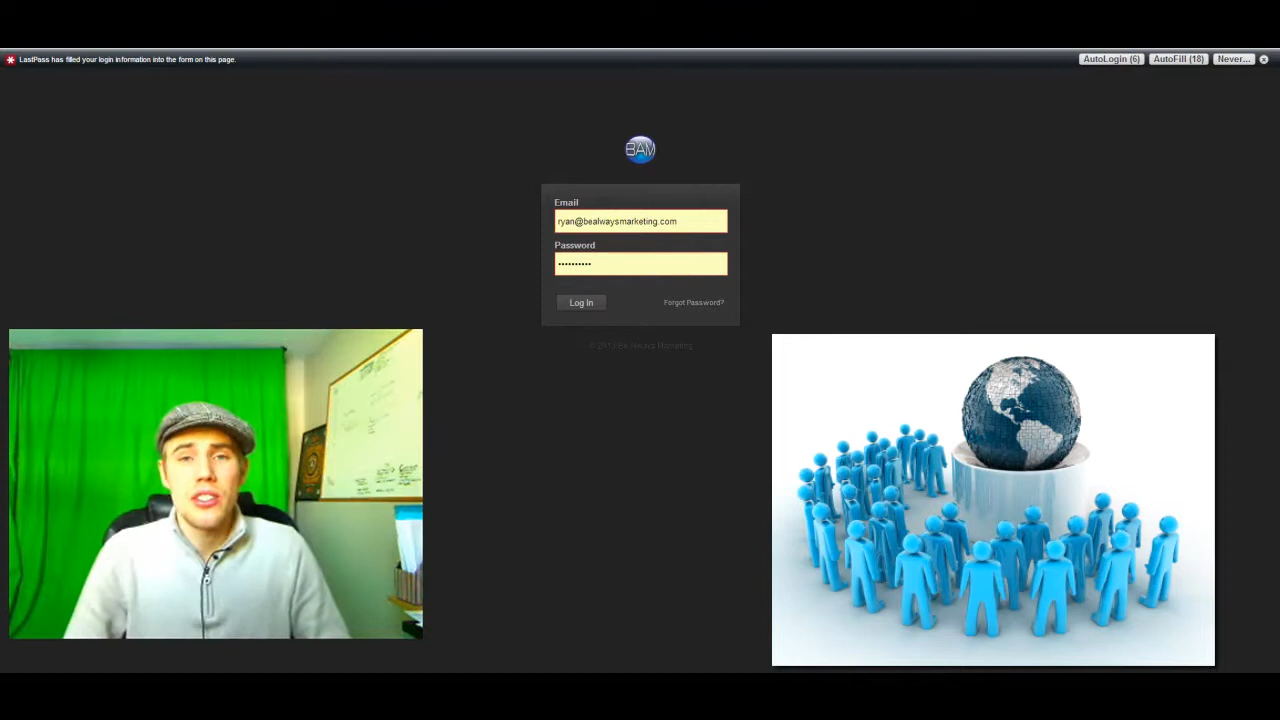 LastPass has filled your login information into the form on this page.
AutoLogin (6) AutoFill (18) Never...
BAM
Email
ryan@bealwaysmarketing.com
Password
••••••••••
Log In Forgot Password?
Marketing